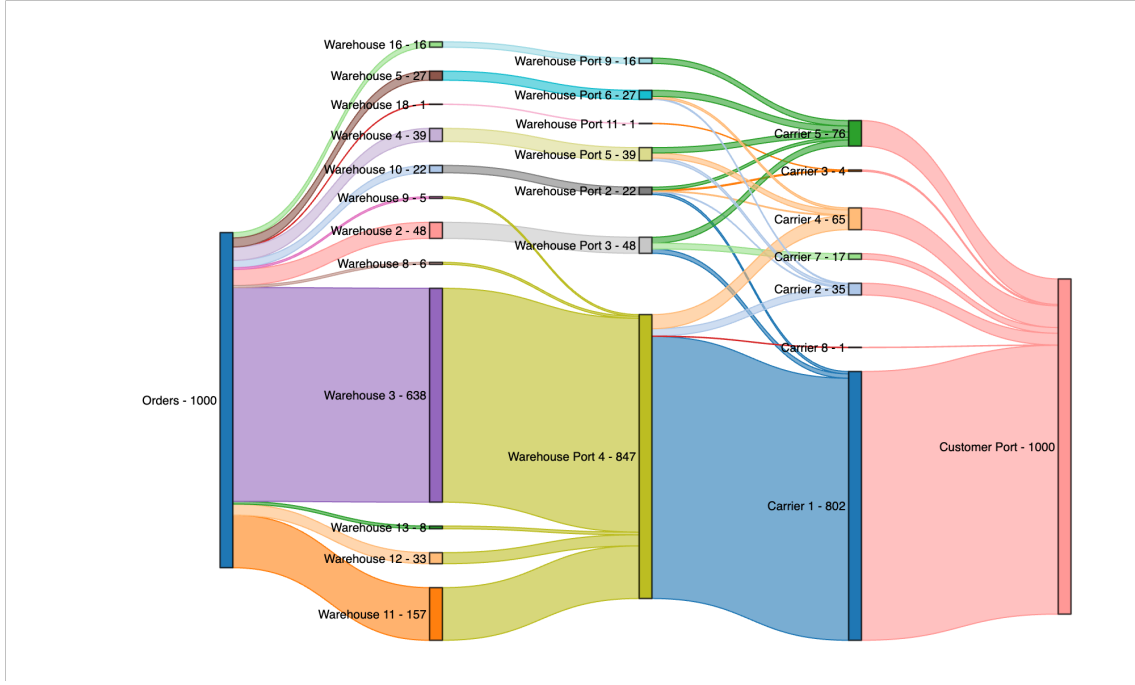 Orders - 1000
Warehouse 16 - 16
Warehouse 5 - 27
Warehouse 18 - 1
Warehouse 4 - 39
Warehouse 10 - 22
Warehouse 9 - 5
Warehouse 2 - 48
Warehouse 8 - 6
Warehouse 3 - 638
Warehouse 13 - 8
Warehouse 12 - 33
Warehouse 11 - 157
Warehouse Port 9 - 16
Warehouse Port 6 - 27
Warehouse Port 11 - 1
Warehouse Port 5 - 39
Warehouse Port 2 - 22
Warehouse Port 3 - 48
Warehouse Port 4 - 847
Carrier 5 - 76
Carrier 3 - 4
Carrier 4 - 65
Carrier 7 - 17
Carrier 2 - 35
Carrier 8 - 1
Carrier 1 - 802
Customer Port - 1000